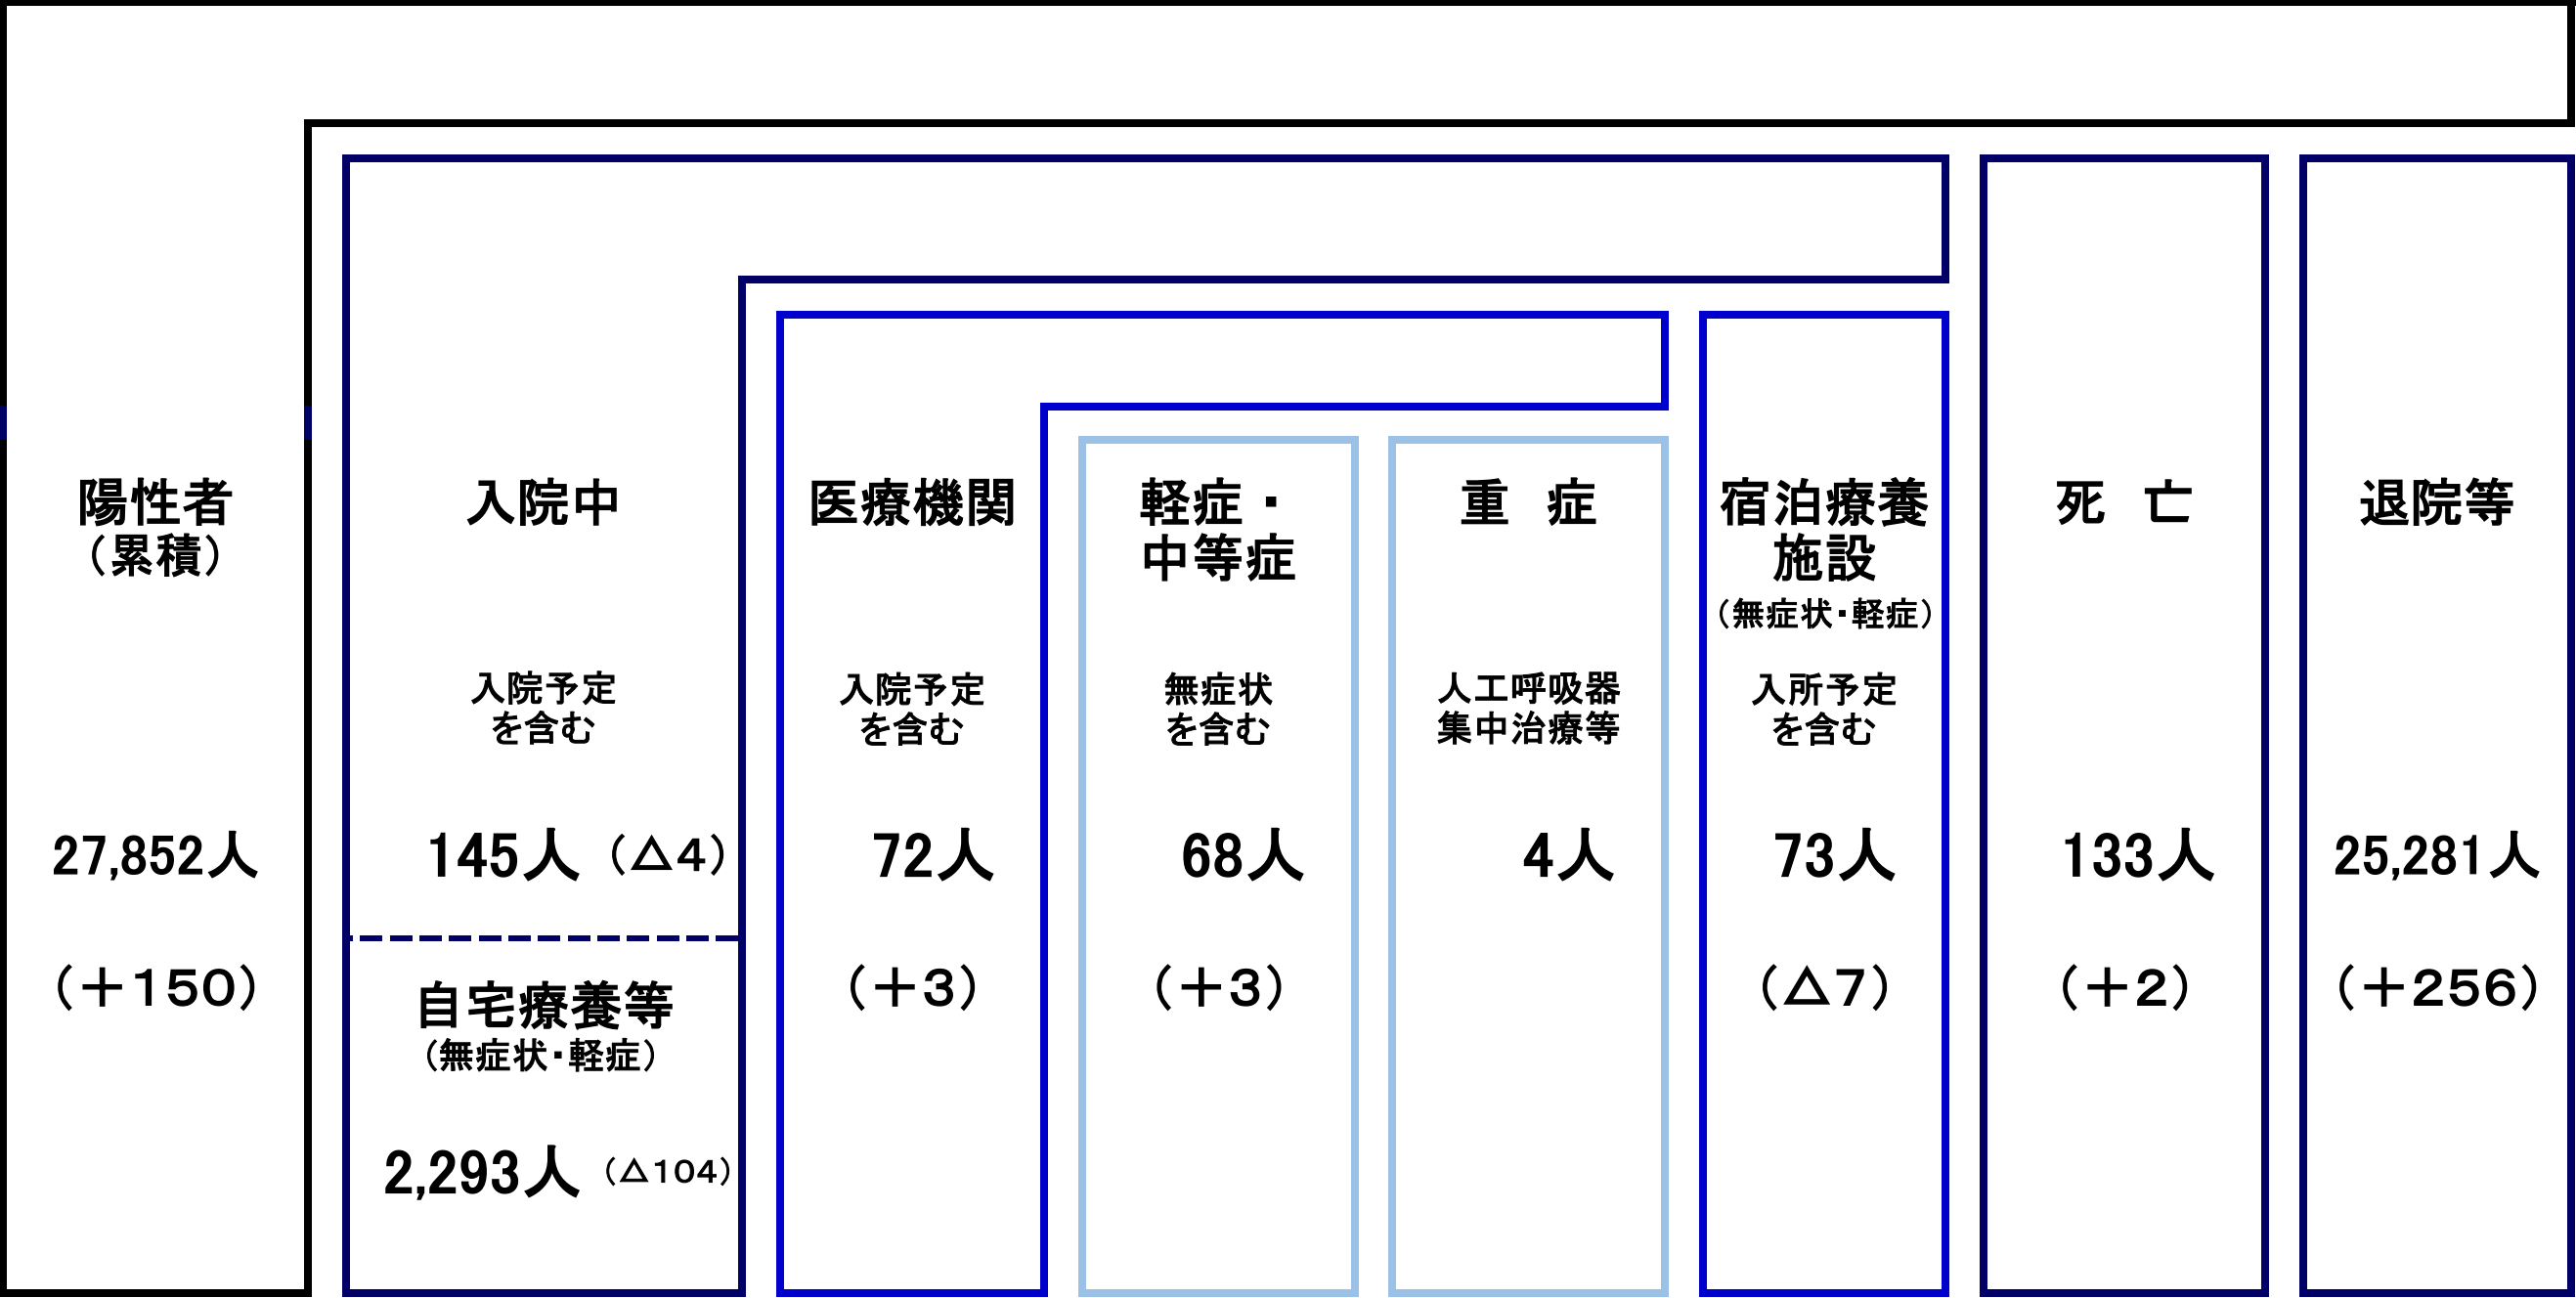 陽性者
（累積）
27,852人
（＋150）
入院中
入院予定
を含む
145人（△4）
自宅療養等
（無症状・軽症）
2,293人（△104）
医療機関
入院予定
を含む
72人
（＋3）
軽症・
中等症
無症状
を含む
68人
（＋3）
重　症
人工呼吸器
集中治療等
4人
宿泊療養
施設
（無症状・軽症）
入所予定
を含む
73人
（△7）
死　亡
133人
（＋2）
退院等
25,281人
（＋256）